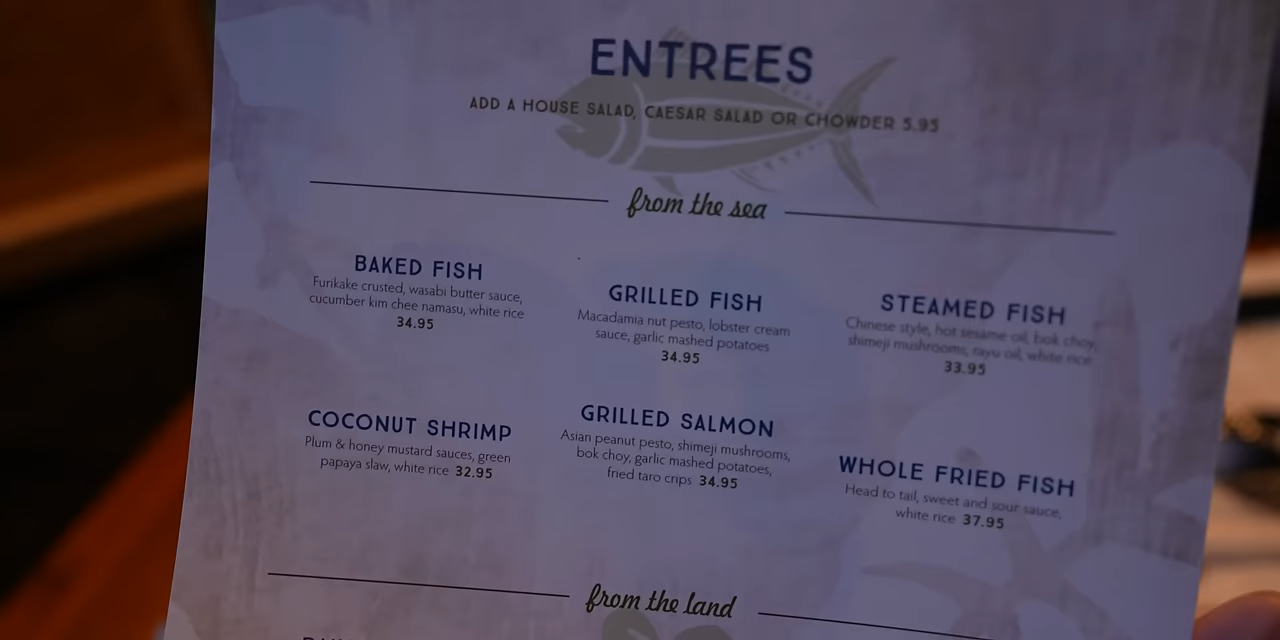 ENTREES
ADD A HOUSE SALAD, CAESAR SALAD OR CHOWDER 5.95
from the sea
BAKED FISH
Furikake crusted, wasabi butter sauce,
cucumber kim chee namasu, white rice
34.95
GRILLED FISH
Macadamia nut pesto, lobster cream
sauce, garlic mashed potatoes
34.95
STEAMED FISH
Chinese style, hot sesame oil, bok choy,
shimeji mushrooms, rayu oil, white rice
33.95
COCONUT SHRIMP
Plum & honey mustard sauces, green
papaya slaw, white rice 32.95
GRILLED SALMON
Asian peanut pesto, shimeji mushrooms,
bok choy, garlic mashed potatoes,
fried taro crips 34.95
WHOLE FRIED FISH
Head to tail, sweet and sour sauce,
white rice 37.95
from the land